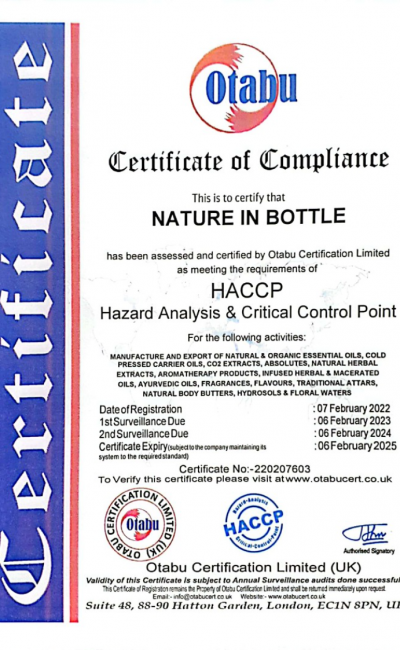 Certificate
Otabu
Certificate of Compliance
This is to certify that
NATURE IN BOTTLE
has been assessed and certified by Otabu Certification Limited
as meeting the requirements of
HACCP
Hazard Analysis & Critical Control Point
For the following activities:
MANUFACTURE AND EXPORT OF NATURAL & ORGANIC ESSENTIAL OILS, COLD
PRESSED CARRIER OILS, CO2 EXTRACTS, ABSOLUTES, NATURAL HERBAL
EXTRACTS, AROMATHERAPY PRODUCTS, INFUSED HERBAL & MACERATED
OILS, AYURVEDIC OILS, FRAGRANCES, FLAVOURS, TRADITIONAL ATTARS,
NATURAL BODY BUTTERS, HYDROSOLS & FLORAL WATERS
Date of Registration : 07 February 2022
1st Surveillance Due : 06 February 2023
2nd Surveillance Due : 06 February 2024
Certificate Expiry (subject to the company maintaining its : 06 February 2025
system to the required standard)
Certificate No:-220207603
To Verify this certificate please visit at www.otabucert.co.uk
OTABU CERTIFICATION LIMITED (UK)
Otabu
Hazard-Analysis
HACCP
Critical-Control-Point
Authorised Signatory
Otabu Certification Limited (UK)
Validity of this Certificate is subject to Annual Surveillance audits done successful
This Certificate of Registration remains the Property of Otabu Certification Limited and shall be returned immediately upon request
Email:- info@otabucert.co.uk Website:- www.otabucert.co.uk
Suite 48, 88-90 Hatton Garden, London, EC1N 8PN, U